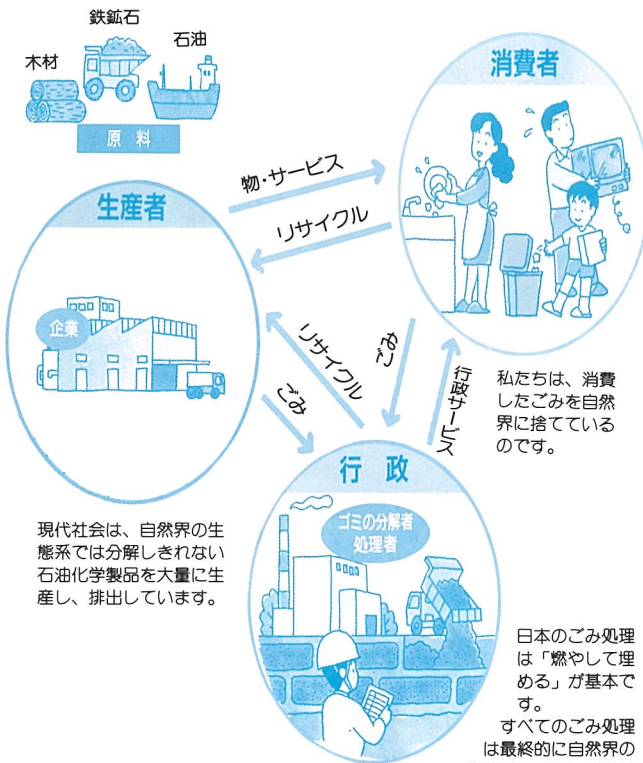 鉄鉱石
木材
石油
原料
消費者
物・サービス
リサイクル
生産者
企業
リサイクル
ごみ
ごみ
行政サービス
私たちは、消費
したごみを自然
界に捨てている
のです。
行政
ゴミの分解者
処理者
現代社会は、自然界の生
態系では分解しきれない
石油化学製品を大量に生
産し、排出しています。
日本のごみ処理
は「燃やして埋
める」が基本で
す。
すべてのごみ処理
は最終的に自然界の